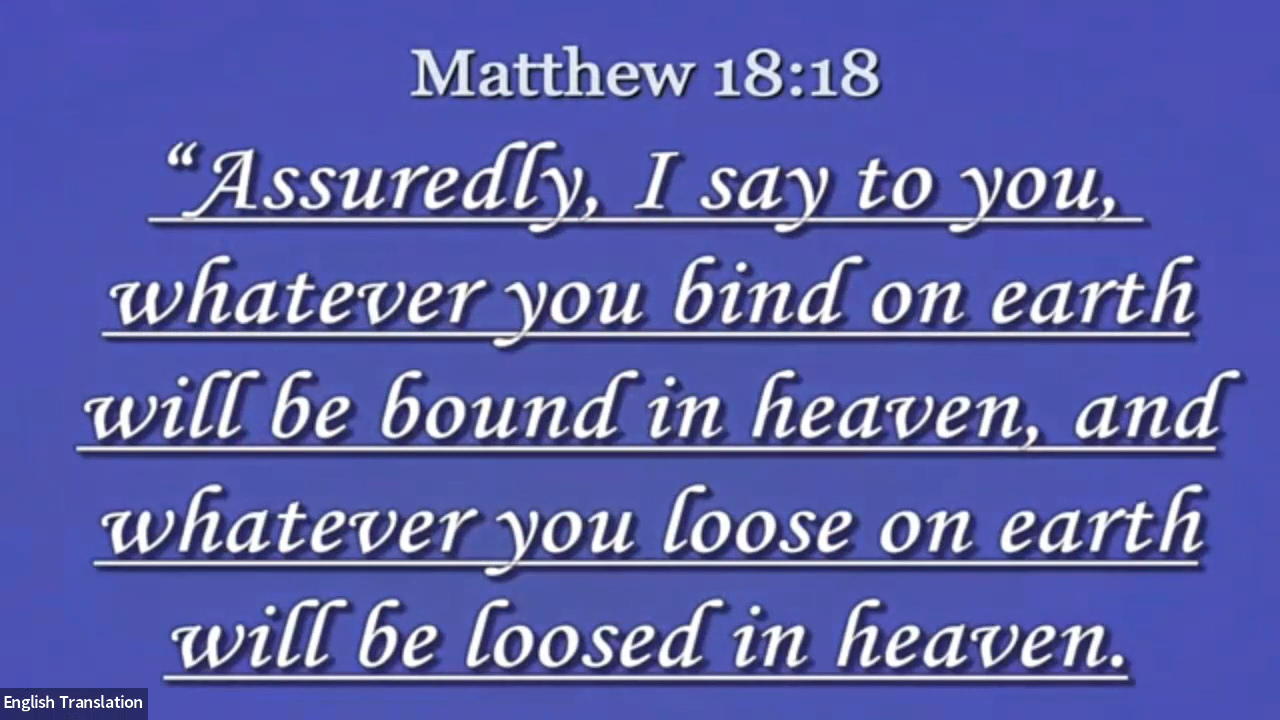 Matthew 18:18
“Assuredly, I say to you,
whatever you bind on earth
will be bound in heaven, and
whatever you loose on earth
will be loosed in heaven.
English Translation